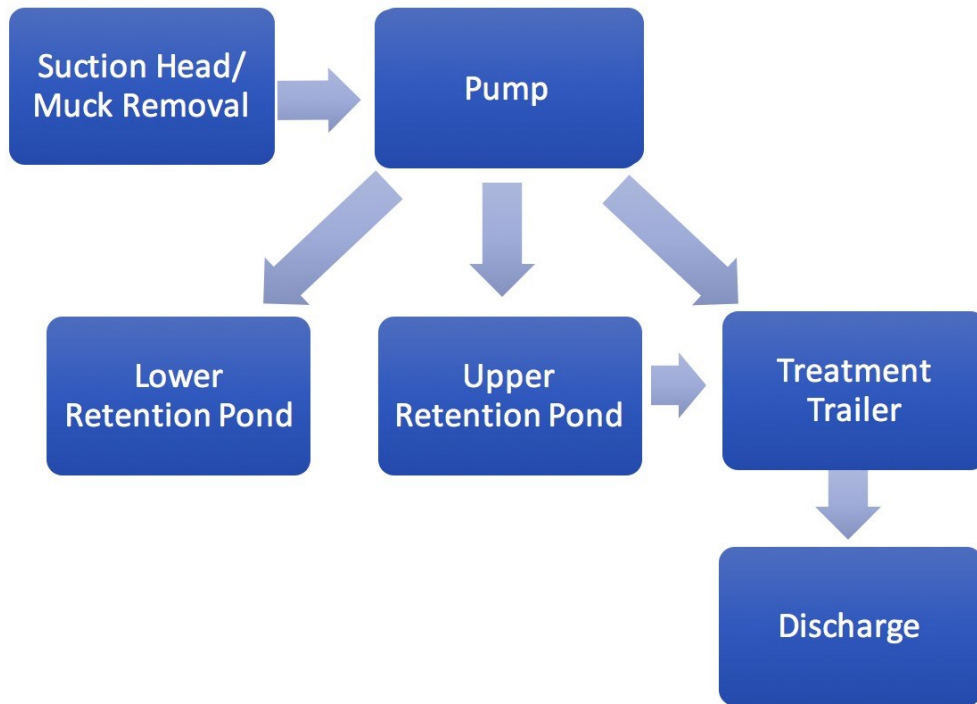 Suction Head/
Muck Removal
Pump
Lower
Retention Pond
Upper
Retention Pond
Treatment
Trailer
Discharge